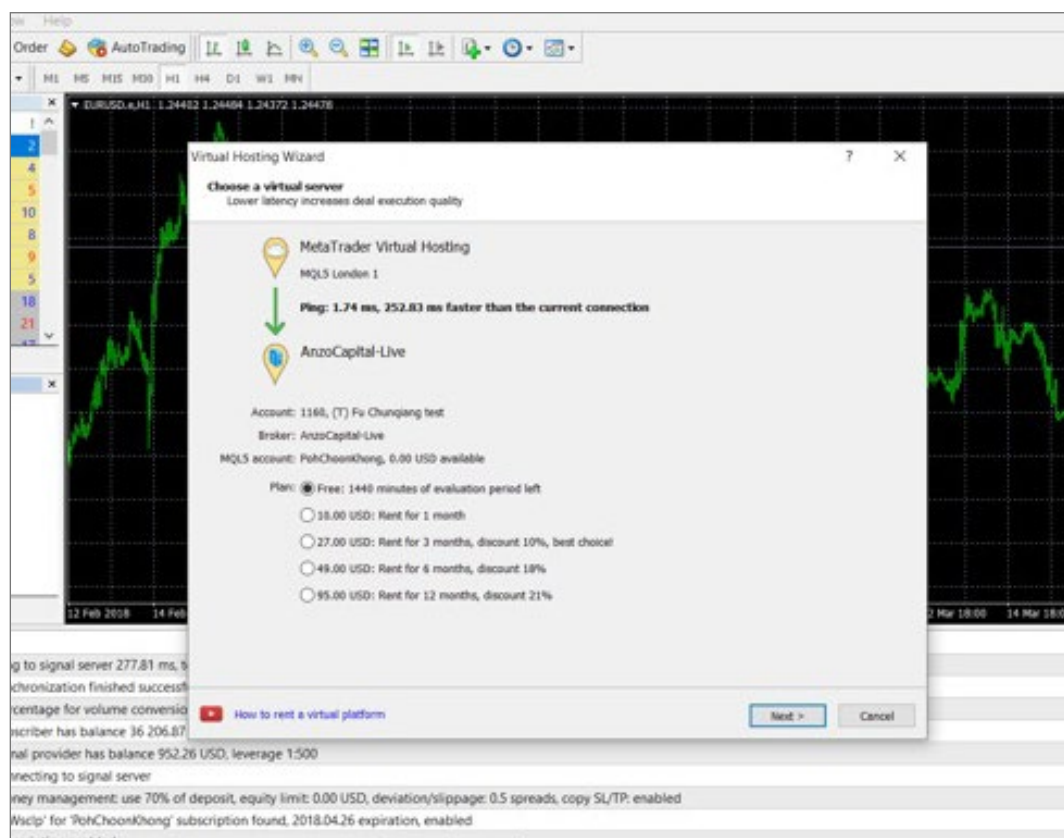 Help
Order AutoTrading
M1 M5 M15 M30 H1 H4 D1 W1 MN
EURUSD.e,H1 1.24402 1.24484 1.24372 1.24478
2
4
5
10
8
9
5
18
21
Virtual Hosting Wizard ?
Choose a virtual server
Lower latency increases deal execution quality
MetaTrader Virtual Hosting
MQL5 London 1
Ping: 1.74 ms, 252.83 ms faster than the current connection
AnzoCapital-Live
Account: 1160, (T) Fu Chunqiang test
Broker: AnzoCapital-Live
MQL5 account: PohChoonKhong, 0.00 USD available
Plan: Free: 1440 minutes of evaluation period left
10.00 USD: Rent for 1 month
27.00 USD: Rent for 3 months, discount 10%, best choice!
49.00 USD: Rent for 6 months, discount 18%
95.00 USD: Rent for 12 months, discount 21%
12 Feb 2018 14 Feb 2 Mar 18:00 14 Mar 18:0
g to signal server 277.81 ms,
chronization finished successf
rcentage for volume conversio
scriber has balance 36 206.87
How to rent a virtual platform Next > Cancel
nal provider has balance 952.26 USD, leverage 1:500
nnecting to signal server
ney management: use 70% of deposit, equity limit: 0.00 USD, deviation/slippage: 0.5 spreads, copy SL/TP: enabled
for 'PohChoonKhong' subscription found, 2018.04.26 expiration, enabled